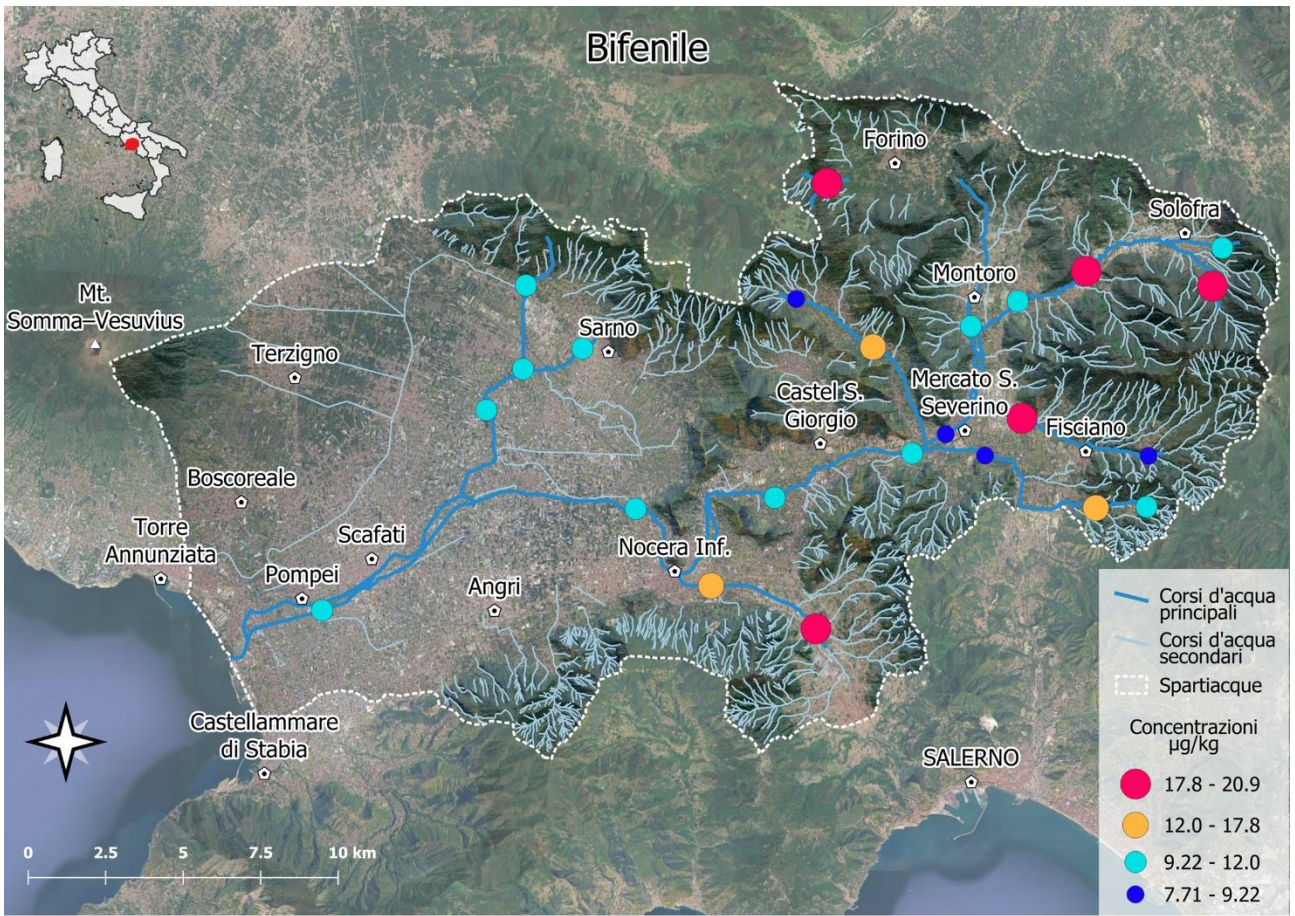 Bifenile
Forino
Solofra
Montoro
Mt.
Somma–Vesuvius
Sarno
Terzigno
Castel S.
Giorgio
Mercato S.
Severino
Fisciano
Boscoreale
Torre
Annunziata
Scafati
Pompei
Nocera Inf.
Angri
Castellammare
di Stabia
SALERNO
Corsi d'acqua
principali
Corsi d'acqua
secondari
Spartiacque
Concentrazioni
µg/kg
17.8 - 20.9
12.0 - 17.8
9.22 - 12.0
7.71 - 9.22
0 2.5 5 7.5 10 km